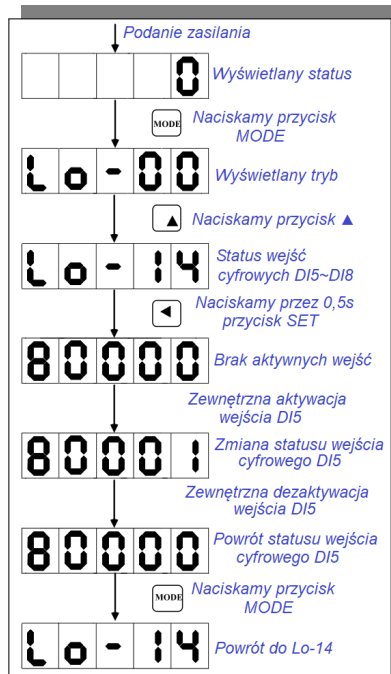 Podanie zasilania
0
Wyświetlany status
MODE
Naciskamy przycisk
MODE
Lo-00
Wyświetlany tryb
▲
Naciskamy przycisk ▲
Lo-14
Status wejść
cyfrowych DI5~DI8
◄
Naciskamy przez 0,5s
przycisk SET
80000
Brak aktywnych wejść
Zewnętrzna aktywacja
wejścia DI5
80001
Zmiana statusu wejścia
cyfrowego DI5
Zewnętrzna dezaktywacja
wejścia DI5
80000
Powrót statusu wejścia
cyfrowego DI5
MODE
Naciskamy przycisk
MODE
Lo-14
Powrót do Lo-14